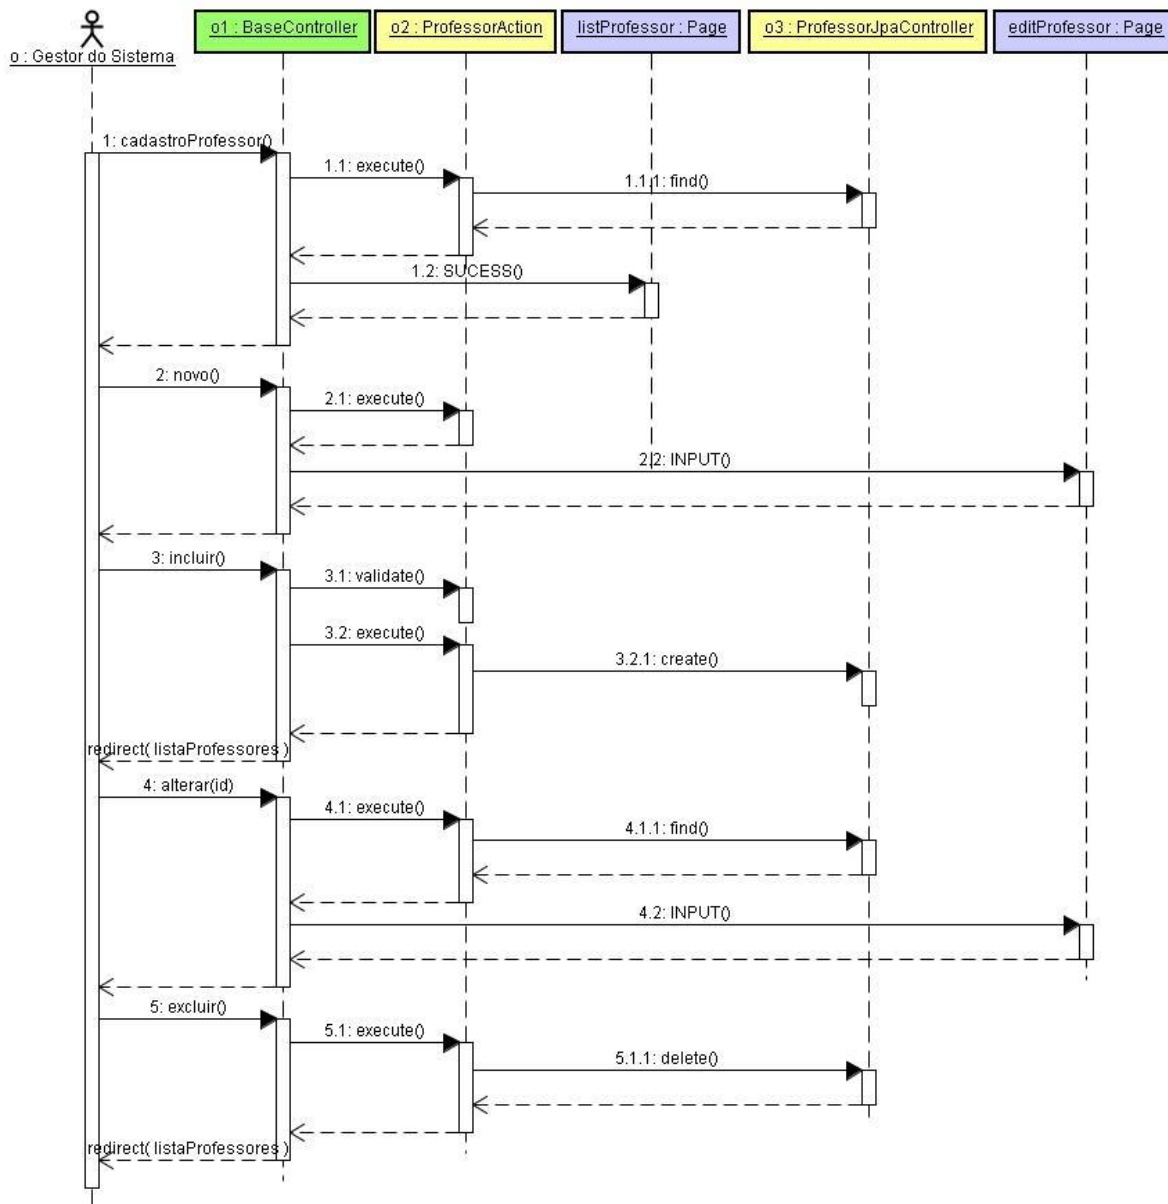 o : Gestor do Sistema
o1 : BaseController
o2 : ProfessorAction
listProfessor : Page
o3 : ProfessorJpaController
editProfessor : Page
1: cadastroProfessor()
1.1: execute()
1.1.1: find()
1.2: SUCESS()
2: novo()
2.1: execute()
2.2: INPUT()
3: incluir()
3.1: validate()
3.2: execute()
3.2.1: create()
redirect( listaProfessores )
4: alterar(id)
4.1: execute()
4.1.1: find()
4.2: INPUT()
5: excluir()
5.1: execute()
5.1.1: delete()
redirect( listaProfessores )